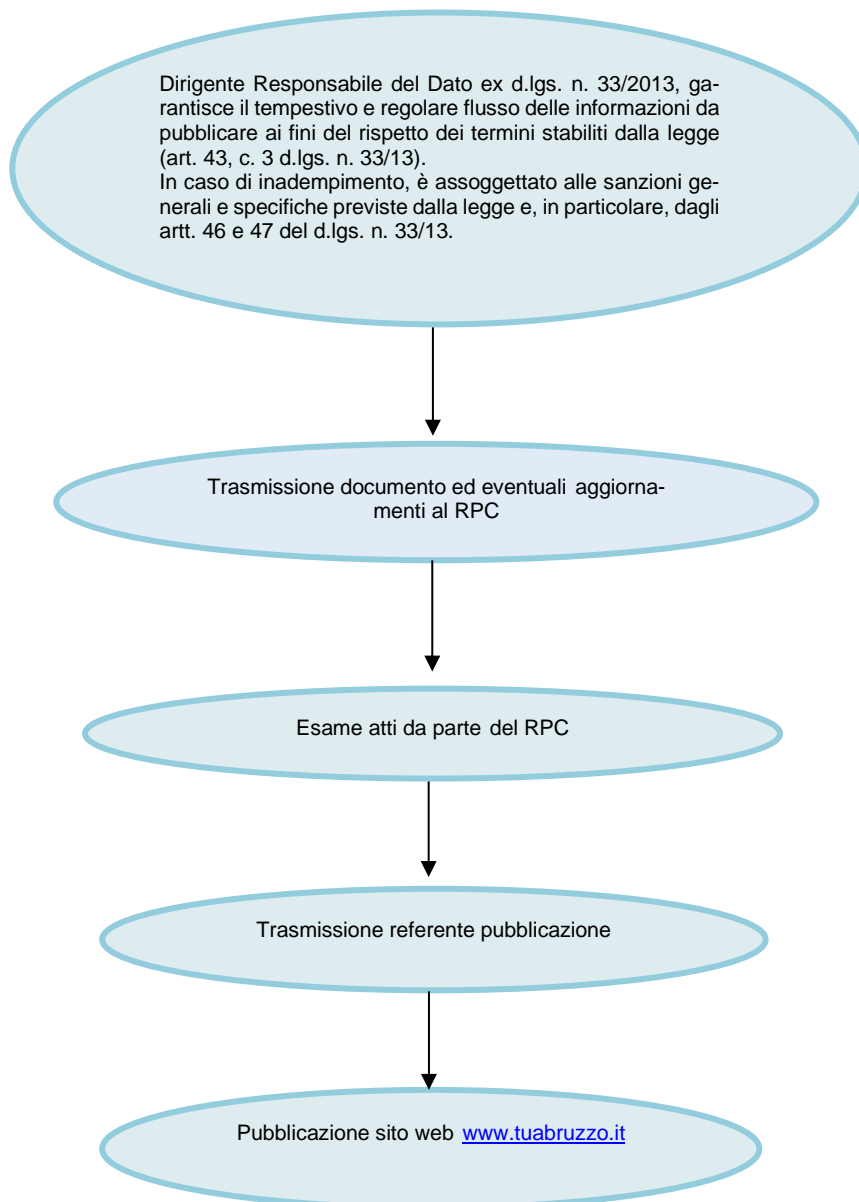 Dirigente Responsabile del Dato ex d.lgs. n. 33/2013, ga-
rantisce il tempestivo e regolare flusso delle informazioni da
pubblicare ai fini del rispetto dei termini stabiliti dalla legge
(art. 43, c. 3 d.lgs. n. 33/13).
In caso di inadempimento, è assoggettato alle sanzioni ge-
nerali e specifiche previste dalla legge e, in particolare, dagli
artt. 46 e 47 del d.lgs. n. 33/13.
Trasmissione documento ed eventuali aggiorna-
menti al RPC
Esame atti da parte del RPC
Trasmissione referente pubblicazione
Pubblicazione sito web www.tuabruzzo.it